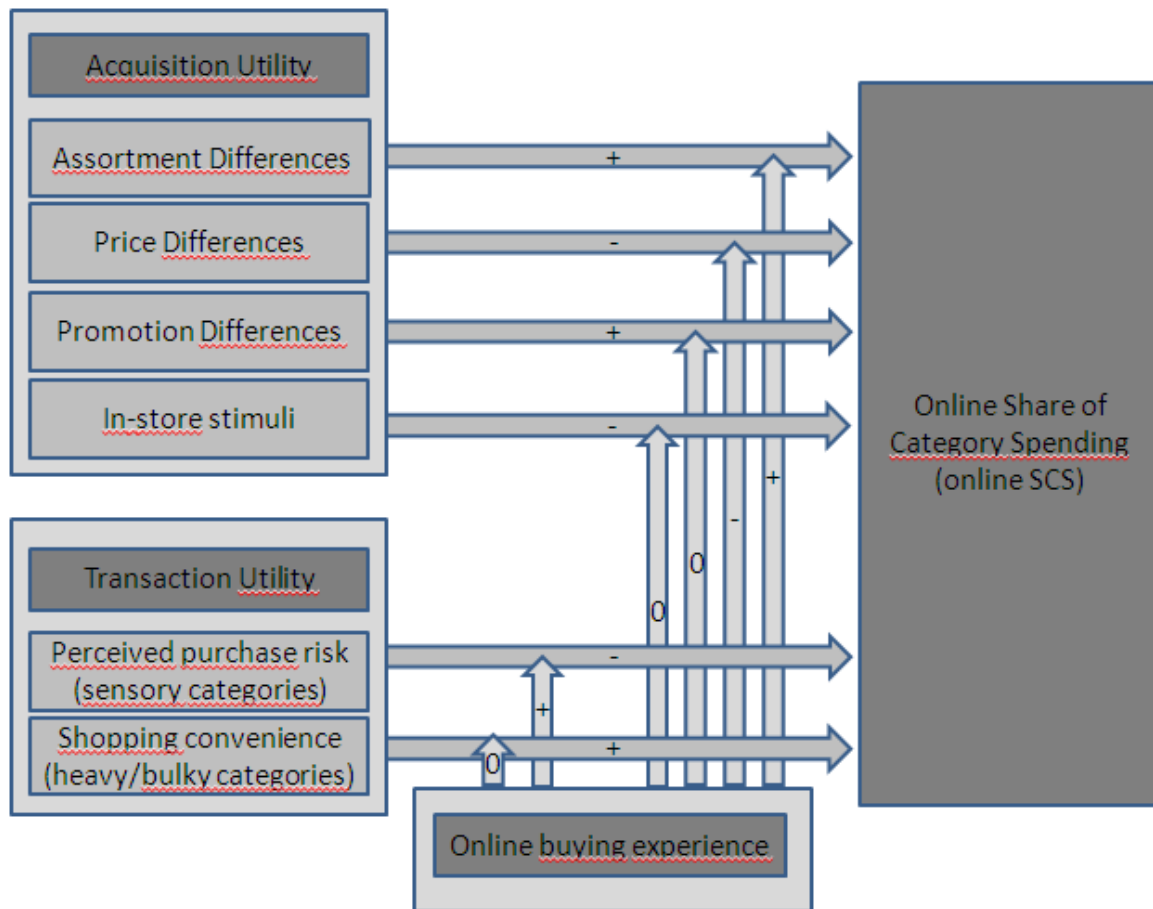 Acquisition Utility
Assortment Differences
+
+
Price Differences
-
-
Promotion Differences
+
0
In-store stimuli
-
0
Online Share of
Category Spending
(online SCS)
Transaction Utility
Perceived purchase risk
(sensory categories)
-
+
Shopping convenience
(heavy/bulky categories)
+
0
Online buying experience